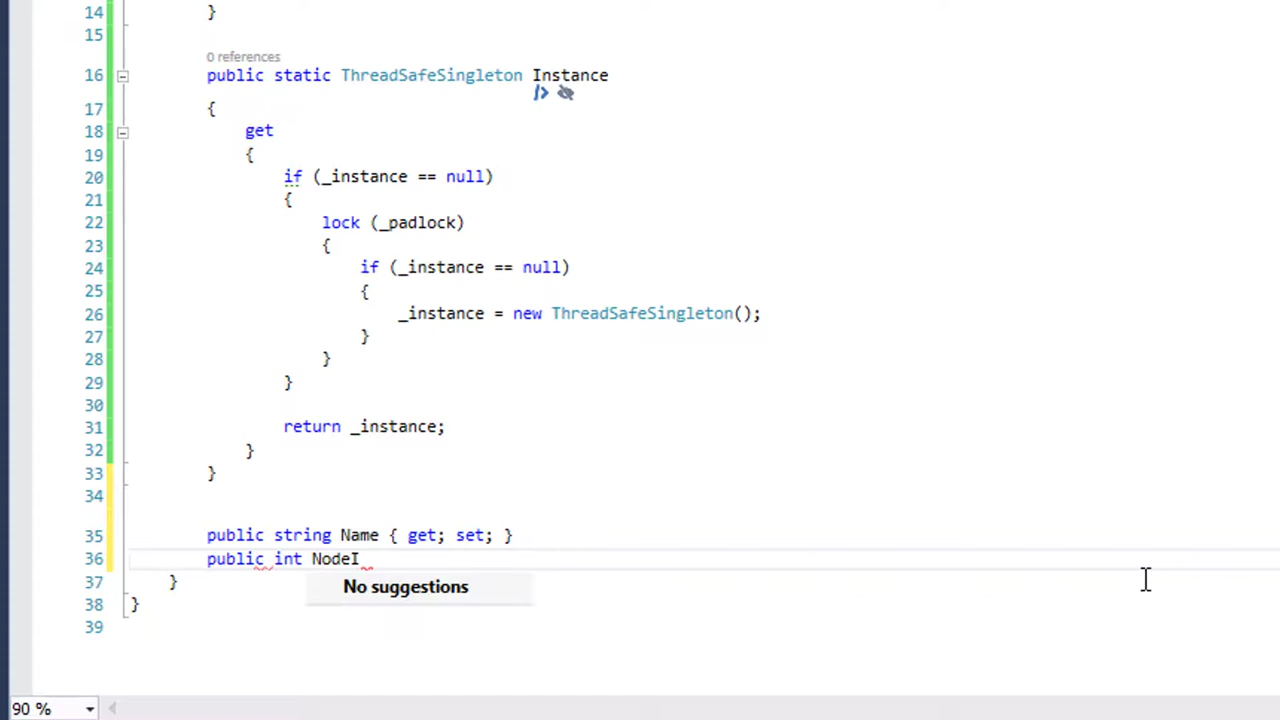 14 }
15
0 references
16 public static ThreadSafeSingleton Instance
17 {
18 get
19 {
20 if (_instance == null)
21 {
22 lock (_padlock)
23 {
24 if (_instance == null)
25 {
26 _instance = new ThreadSafeSingleton();
27 }
28 }
29 }
30
31 return _instance;
32 }
33 }
34
35 public string Name { get; set; }
36 public int NodeI
No suggestions
37 }
38 }
39
90 %